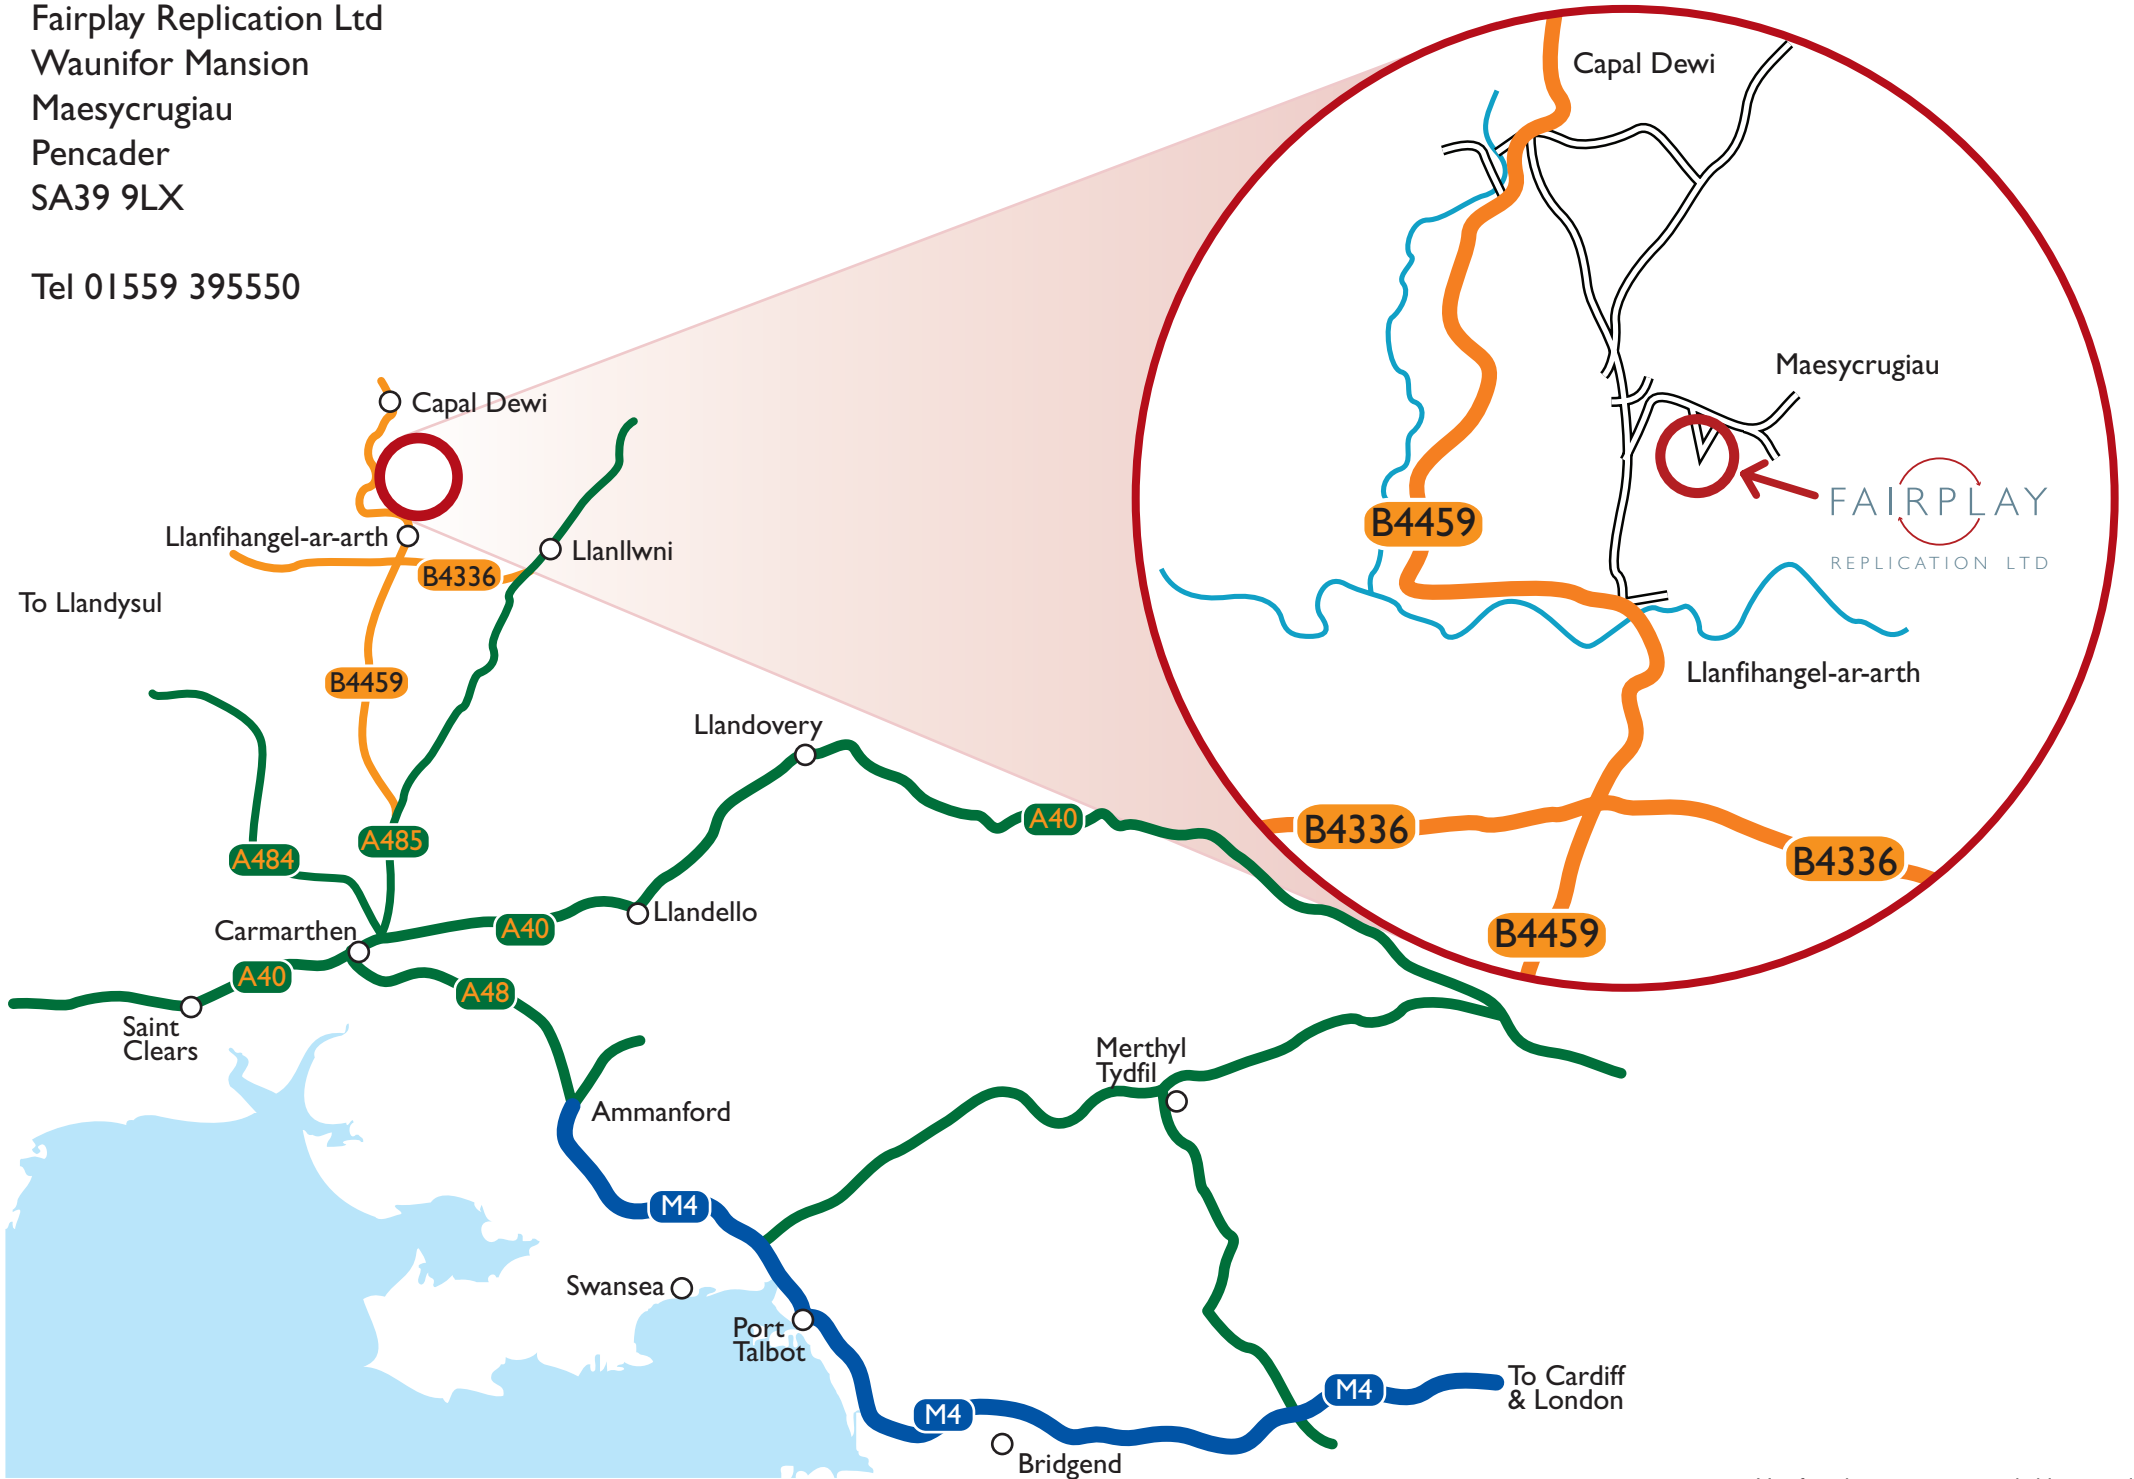 Fairplay Replication Ltd
Waunifor Mansion
Maesycrugiau
Pencader
SA39 9LX
Tel 01559 395550
Capal Dewi
Llanfihangel-ar-arth
B4336
Llanllwni
To Llandysul
B4459
A484
A485
Carmarthen
A40
Saint
Clears
A48
A40
Llandello
Llandovery
A40
Ammanford
M4
Swansea
Port
Talbot
Merthyl
Tydfil
M4
Bridgend
M4
To Cardiff
& London
Capal Dewi
Maesycrugiau
FAIRPLAY
REPLICATION LTD
B4459
Llanfihangel-ar-arth
B4336
B4336
B4459